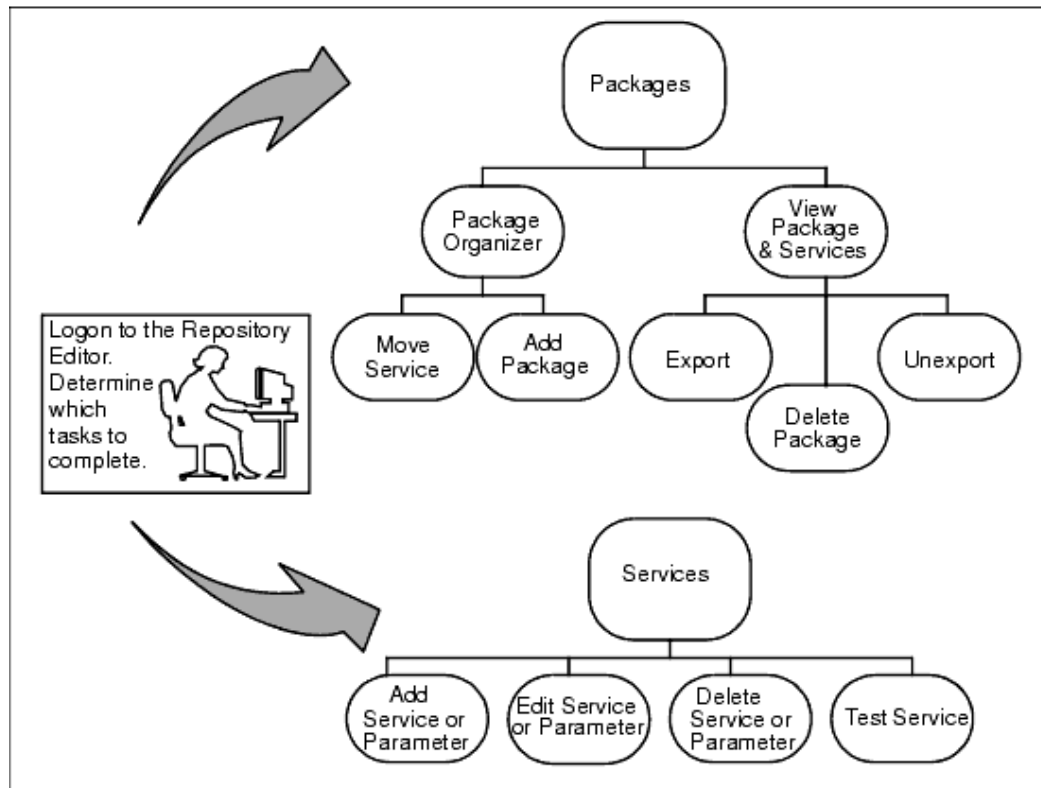 Packages
Package
Organizer
View
Package
& Services
Move
Service
Add
Package
Export
Delete
Package
Unexport
Logon to the Repository
Editor.
Determine
which
tasks to
complete.
Services
Add
Service or
Parameter
Edit Service
or Parameter
Delete
Service or
Parameter
Test Service